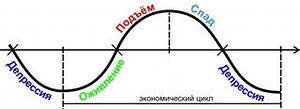 Депрессия
Оживление
Подъём
Спад
Депрессия
экономический цикл